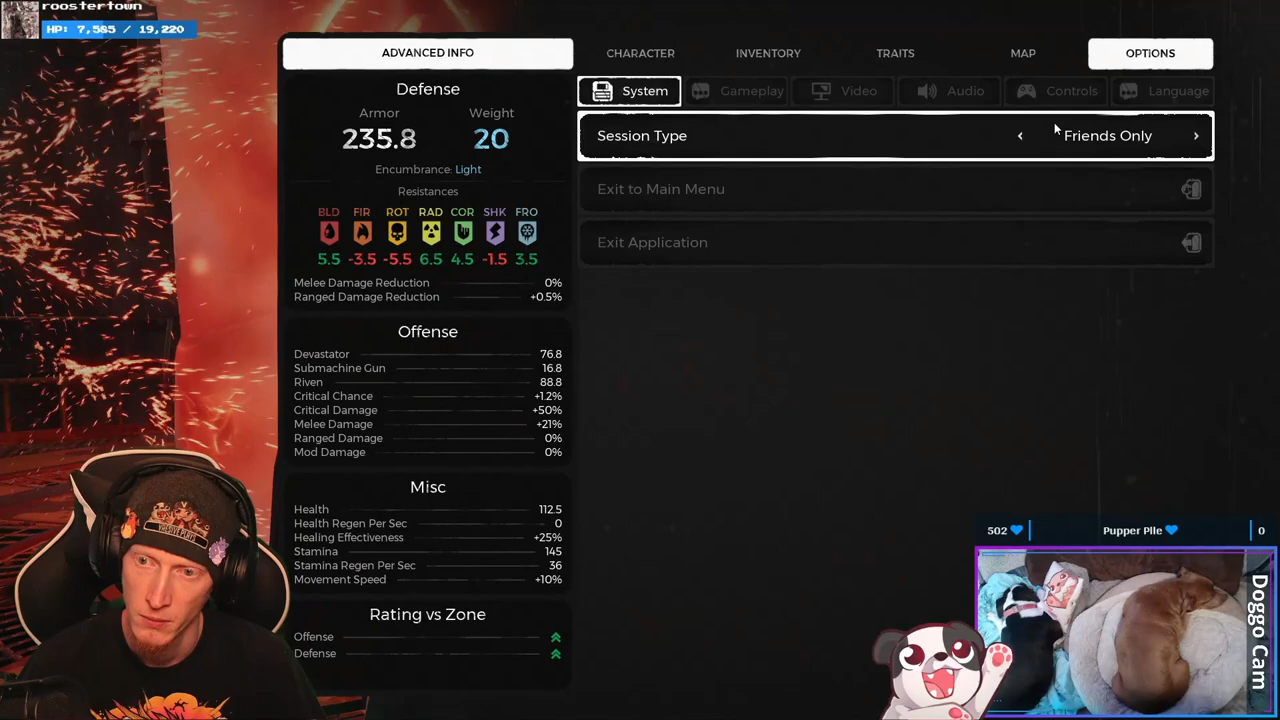 roostertown
HP: 7,585 / 19,220
ADVANCED INFO
CHARACTER
INVENTORY
TRAITS
MAP
OPTIONS
System
Gameplay
Video
Audio
Controls
Language
Session Type
Friends Only
Exit to Main Menu
Exit Application
Defense
Armor Weight
235.8 20
Encumbrance: Light
Resistances
BLD FIR ROT RAD COR SHK FRO
5.5 -3.5 -5.5 6.5 4.5 -1.5 3.5
Melee Damage Reduction 0%
Ranged Damage Reduction +0.5%
Offense
Devastator 76.8
Submachine Gun 16.8
Riven 88.8
Critical Chance +1.2%
Critical Damage +50%
Melee Damage +21%
Ranged Damage 0%
Mod Damage 0%
Misc
Health 112.5
Health Regen Per Sec 0
Healing Effectiveness +25%
Stamina 145
Stamina Regen Per Sec 36
Movement Speed +10%
Rating vs Zone
Offense
Defense
502 Pupper Pile 0
Doggo Cam